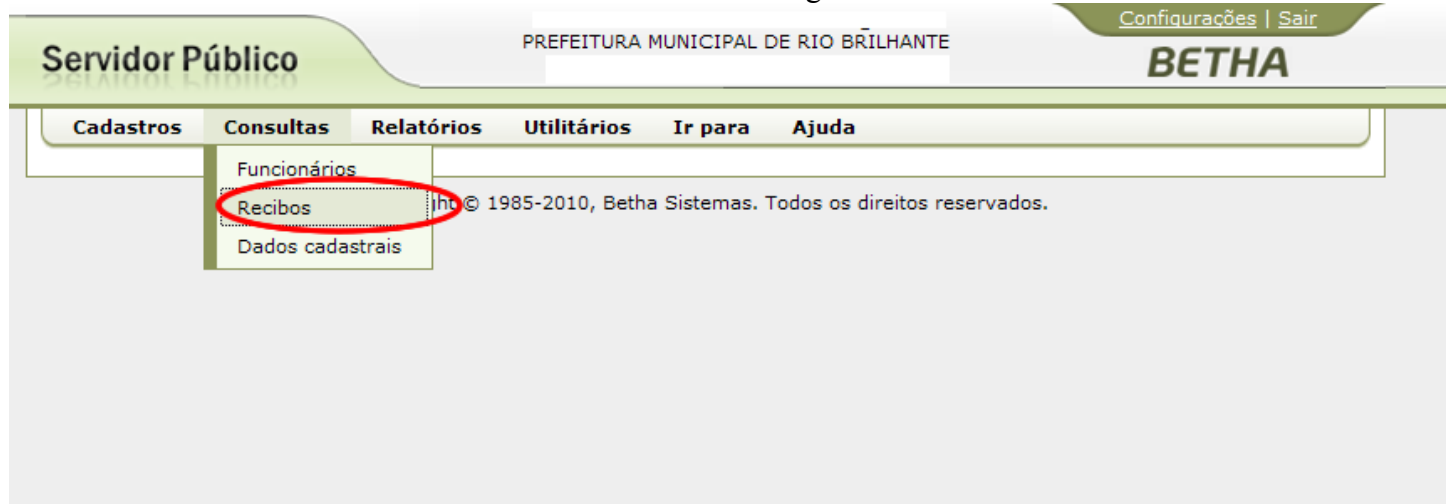 Configurações | Sair
Servidor Público
PREFEITURA MUNICIPAL DE RIO BRILHANTE
BETHA
Cadastros Consultas Relatórios Utilitários Ir para Ajuda
Funcionários
Recibos
ht © 1985-2010, Betha Sistemas. Todos os direitos reservados.
Dados cadastrais